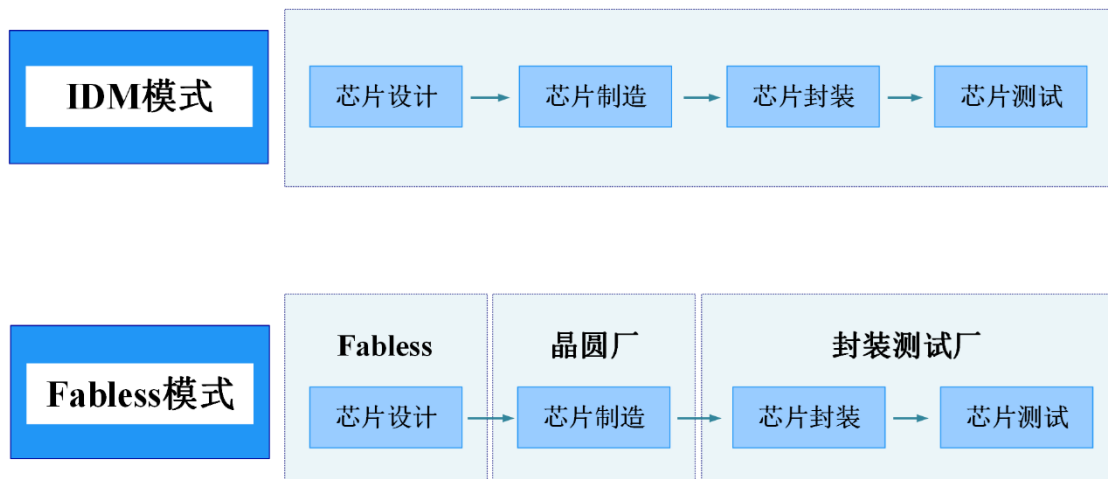 IDM模式
芯片设计
芯片制造
芯片封装
芯片测试
Fabless模式
Fabless
晶圆厂
封装测试厂
芯片设计
芯片制造
芯片封装
芯片测试